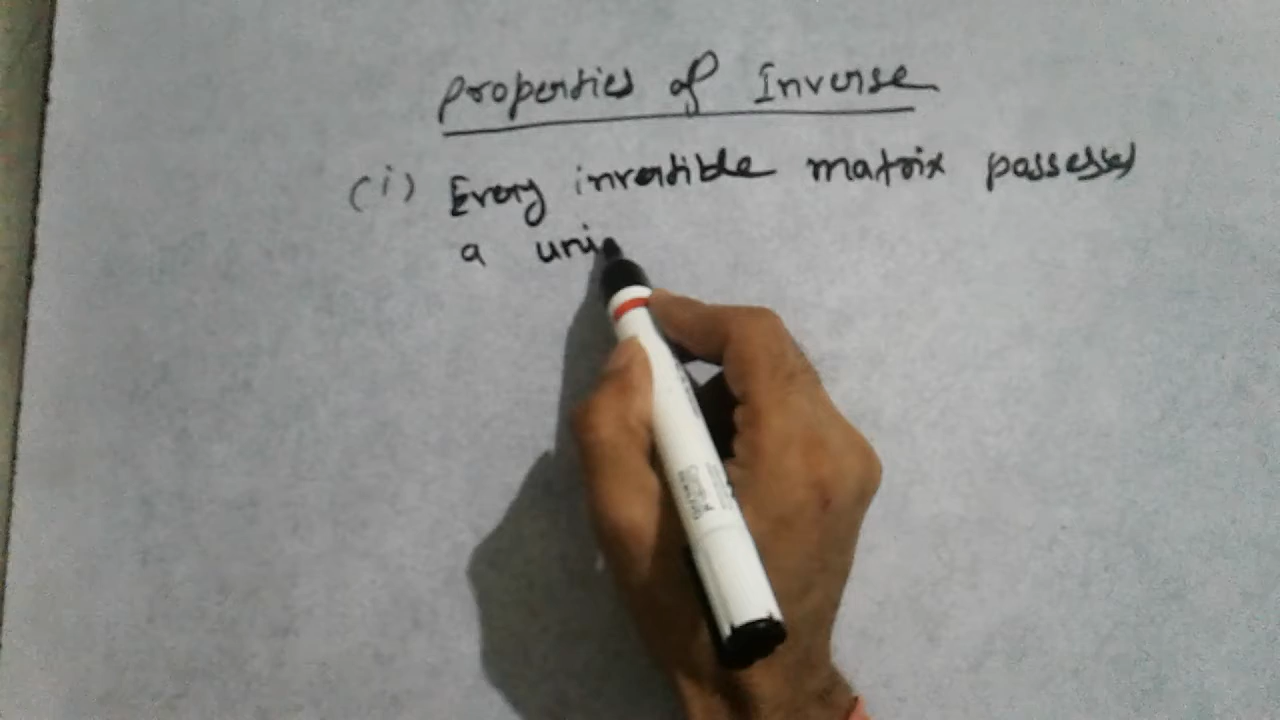 properties of Inverse
(i) Every invertible matrix possesses
a uni